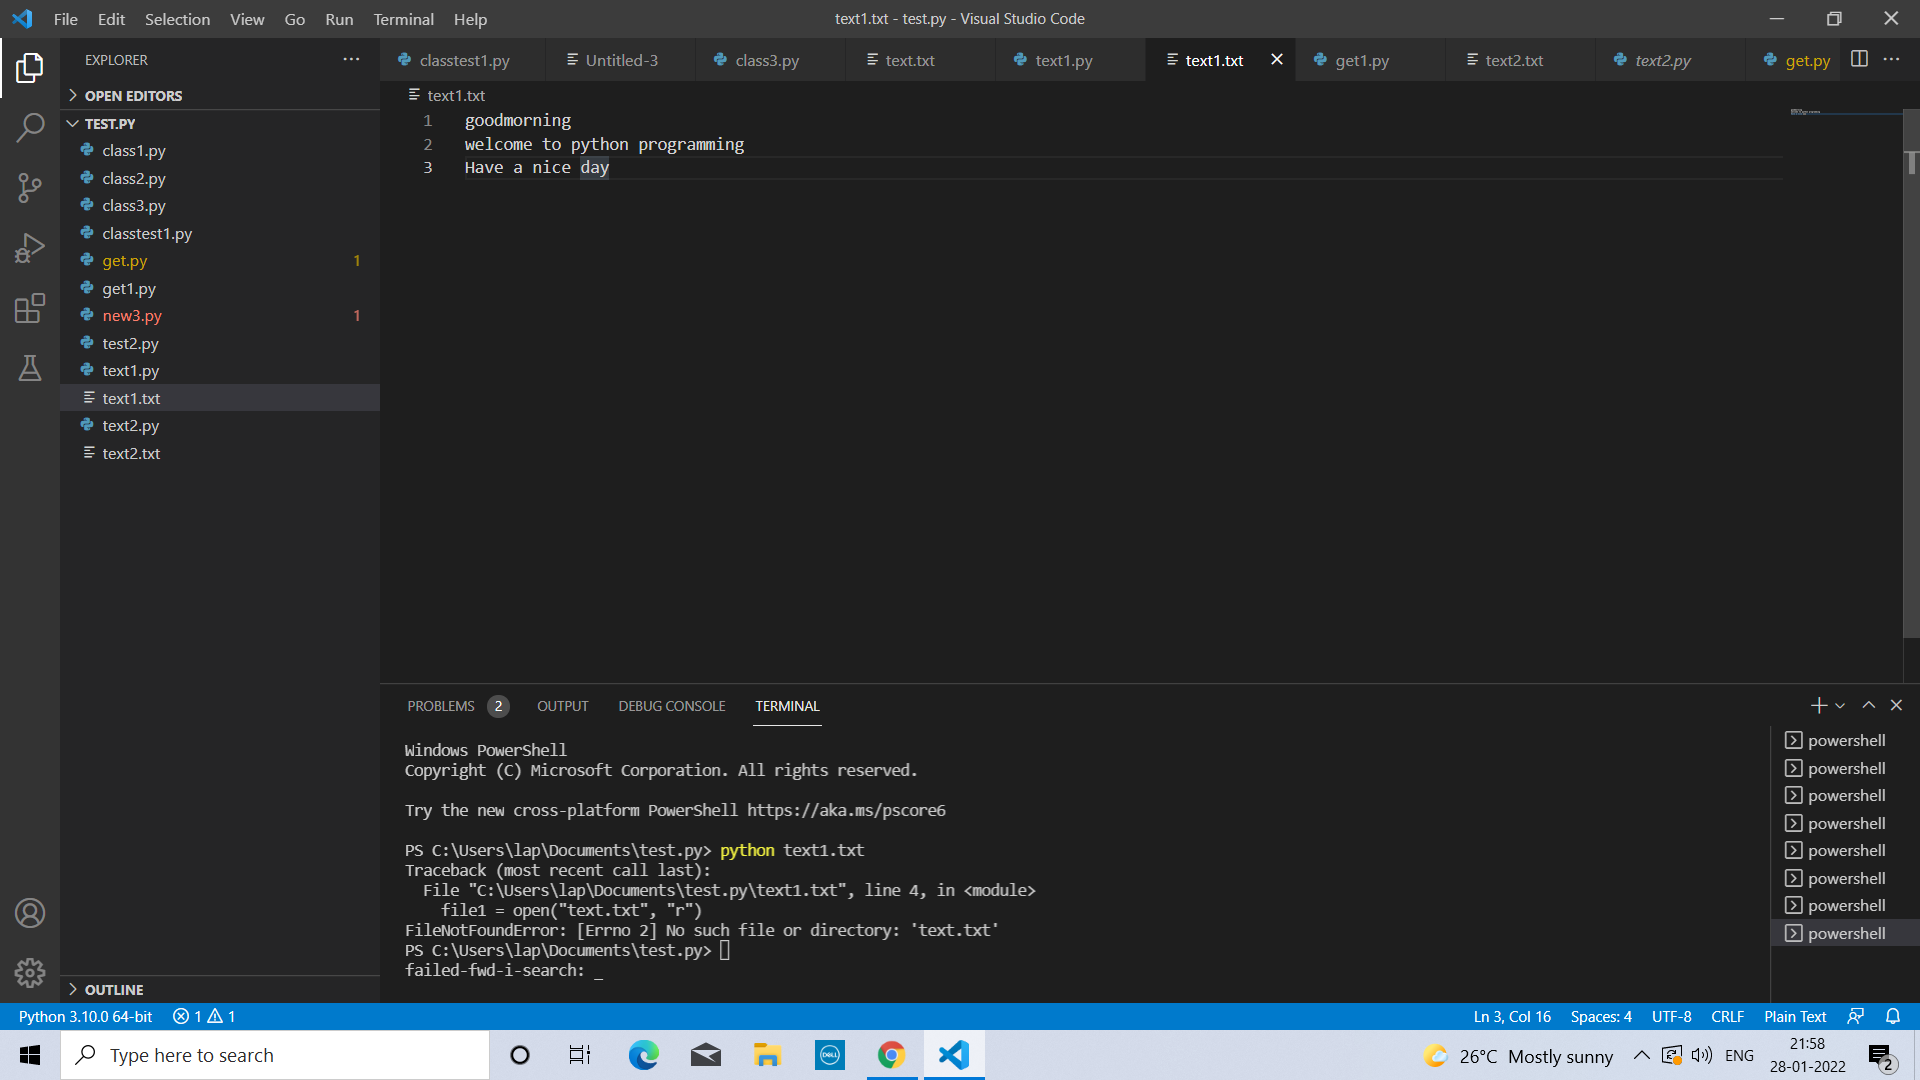 File Edit Selection View Go Run Terminal Help
text1.txt - test.py - Visual Studio Code
EXPLORER
OPEN EDITORS
TEST.PY
class1.py
class2.py
class3.py
classtest1.py
get.py 1
get1.py
new3.py 1
test2.py
text1.py
text1.txt
text2.py
text2.txt
OUTLINE
classtest1.py Untitled-3 class3.py text.txt text1.py text1.txt get1.py text2.txt text2.py get.py
text1.txt
1 goodmorning
2 welcome to python programming
3 Have a nice day
PROBLEMS 2 OUTPUT DEBUG CONSOLE TERMINAL
Windows PowerShell
Copyright (C) Microsoft Corporation. All rights reserved.
Try the new cross-platform PowerShell https://aka.ms/pscore6
PS C:\Users\lap\Documents\test.py> python text1.txt
Traceback (most recent call last):
File "C:\Users\lap\Documents\test.py\text1.txt", line 4, in <module>
file1 = open("text.txt", "r")
FileNotFoundError: [Errno 2] No such file or directory: 'text.txt'
PS C:\Users\lap\Documents\test.py>
failed-fwd-i-search: _
powershell
powershell
powershell
powershell
powershell
powershell
powershell
powershell
Python 3.10.0 64-bit 1 1
Ln 3, Col 16 Spaces: 4 UTF-8 CRLF Plain Text
Type here to search
DELL
26°C Mostly sunny ENG
21:58
28-01-2022
2